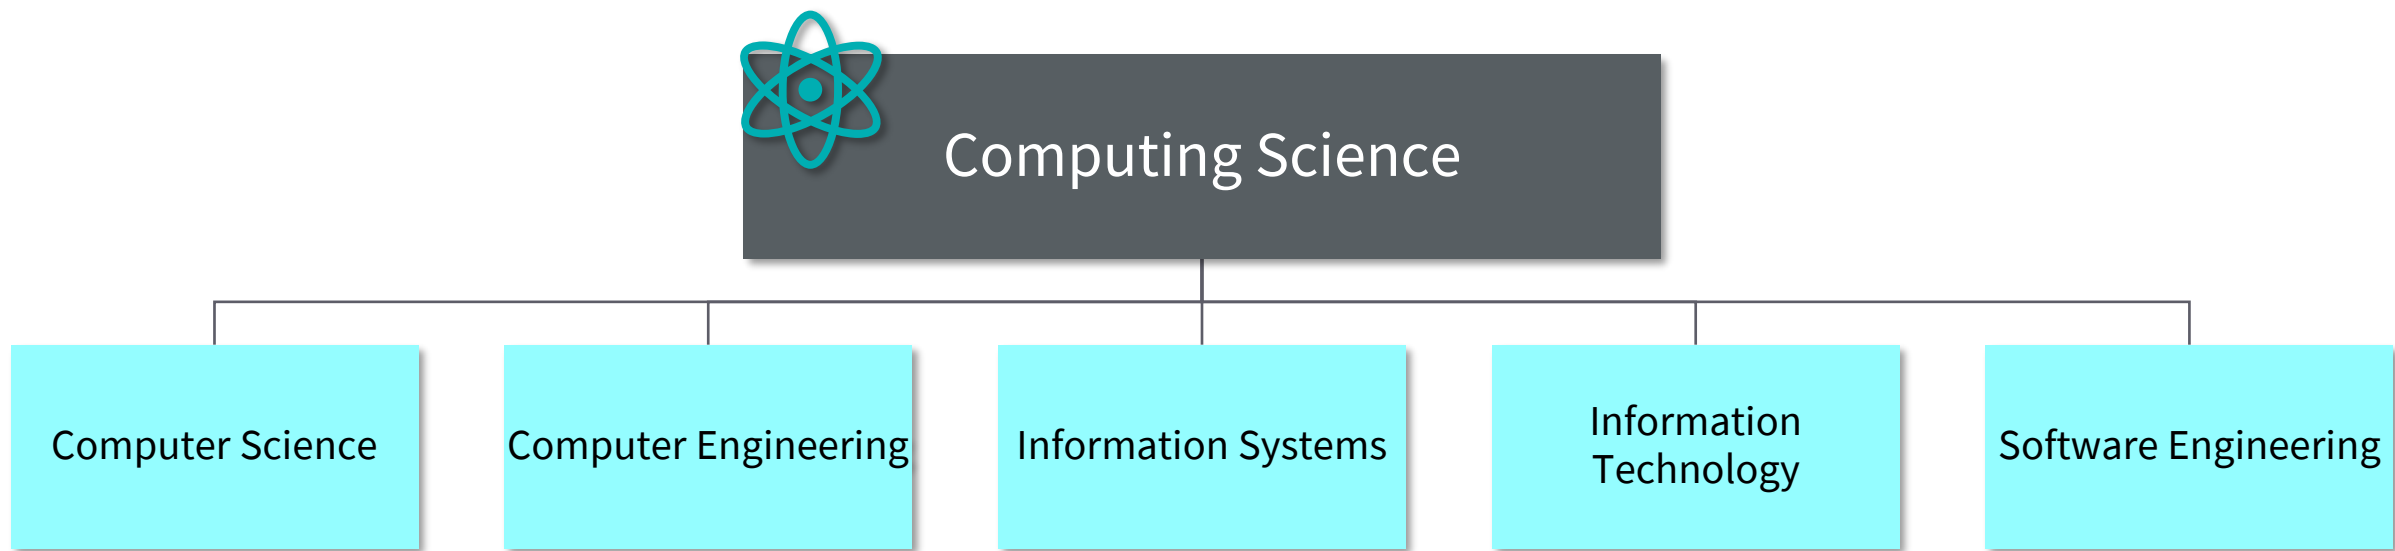 Computing Science
Computer Science
Computer Engineering
Information Systems
Information
Technology
Software Engineering